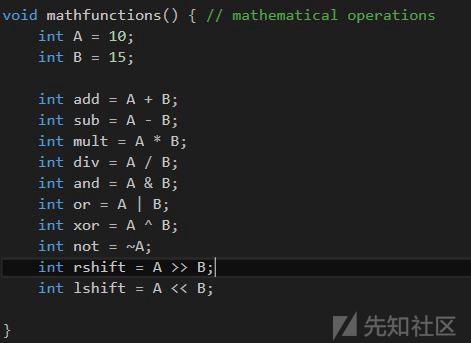 void mathfunctions() { // mathematical operations
    int A = 10;
    int B = 15;

    int add = A + B;
    int sub = A - B;
    int mult = A * B;
    int div = A / B;
    int and = A & B;
    int or = A | B;
    int xor = A ^ B;
    int not = ~A;
    int rshift = A >> B;
    int lshift = A << B;

}
先知社区